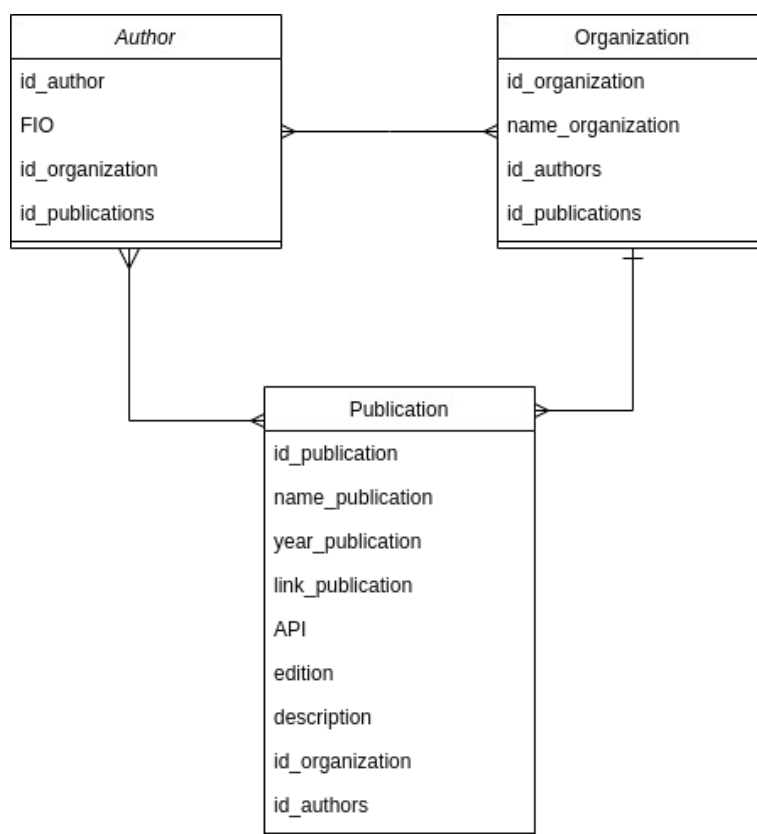 Author
id_author
FIO
id_organization
id_publications
Organization
id_organization
name_organization
id_authors
id_publications
Publication
id_publication
name_publication
year_publication
link_publication
API
edition
description
id_organization
id_authors